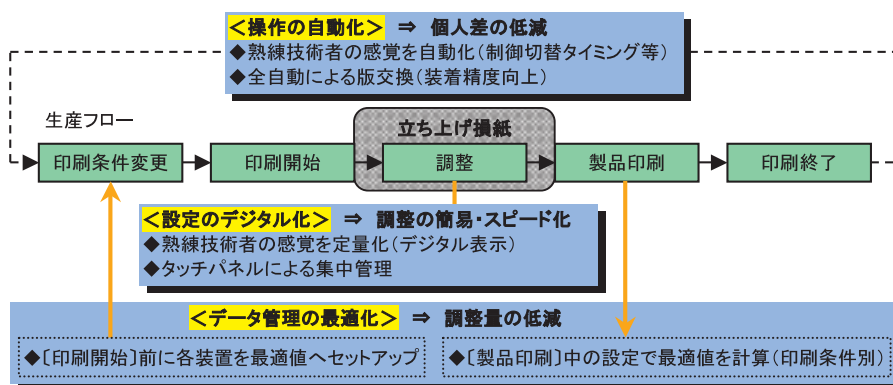 ＜操作の自動化＞ ⇒ 個人差の低減
◆熟練技術者の感覚を自動化(制御切替タイミング等)
◆全自動による版交換(装着精度向上)
生産フロー
立ち上げ損紙
印刷条件変更
印刷開始
調整
製品印刷
印刷終了
＜設定のデジタル化＞ ⇒ 調整の簡易・スピード化
◆熟練技術者の感覚を定量化(デジタル表示)
◆タッチパネルによる集中管理
＜データ管理の最適化＞ ⇒ 調整量の低減
◆〔印刷開始〕前に各装置を最適値へセットアップ
◆〔製品印刷〕中の設定で最適値を計算(印刷条件別)